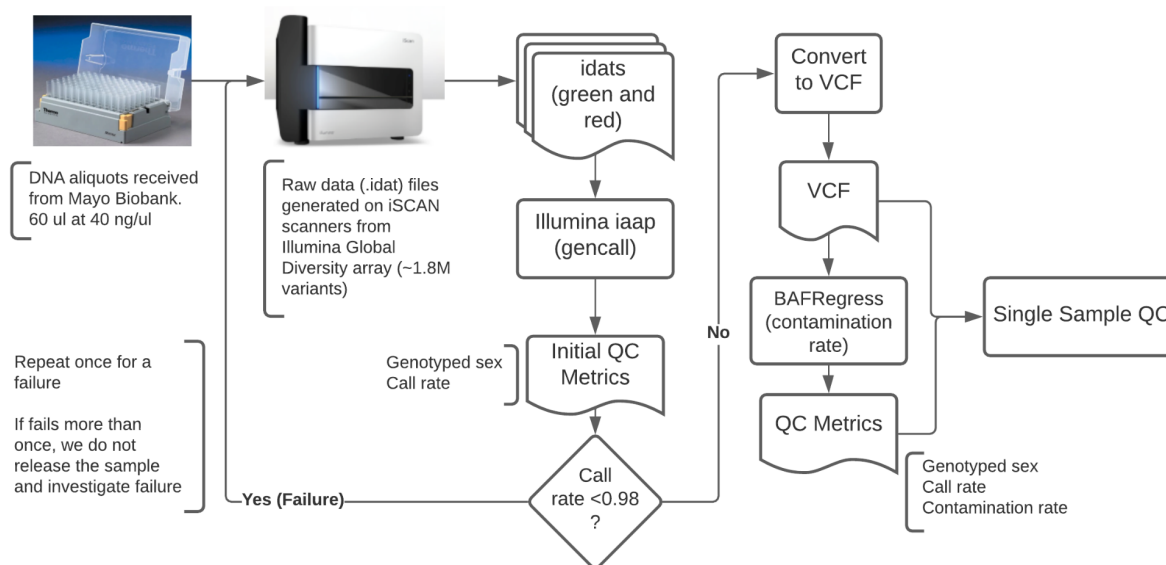 DNA aliquots received
from Mayo Biobank.
60 ul at 40 ng/ul
Raw data (.idat) files
generated on iSCAN
scanners from
Illumina Global
Diversity array (~1.8M
variants)
idats
(green and
red)
Illumina iaap
(gencall)
Genotyped sex
Call rate
Initial QC
Metrics
Call
rate <0.98
?
Yes (Failure)
Repeat once for a
failure
If fails more than
once, we do not
release the sample
and investigate failure
No
Convert
to VCF
VCF
BAFRegress
(contamination
rate)
QC Metrics
Genotyped sex
Call rate
Contamination rate
Single Sample QC